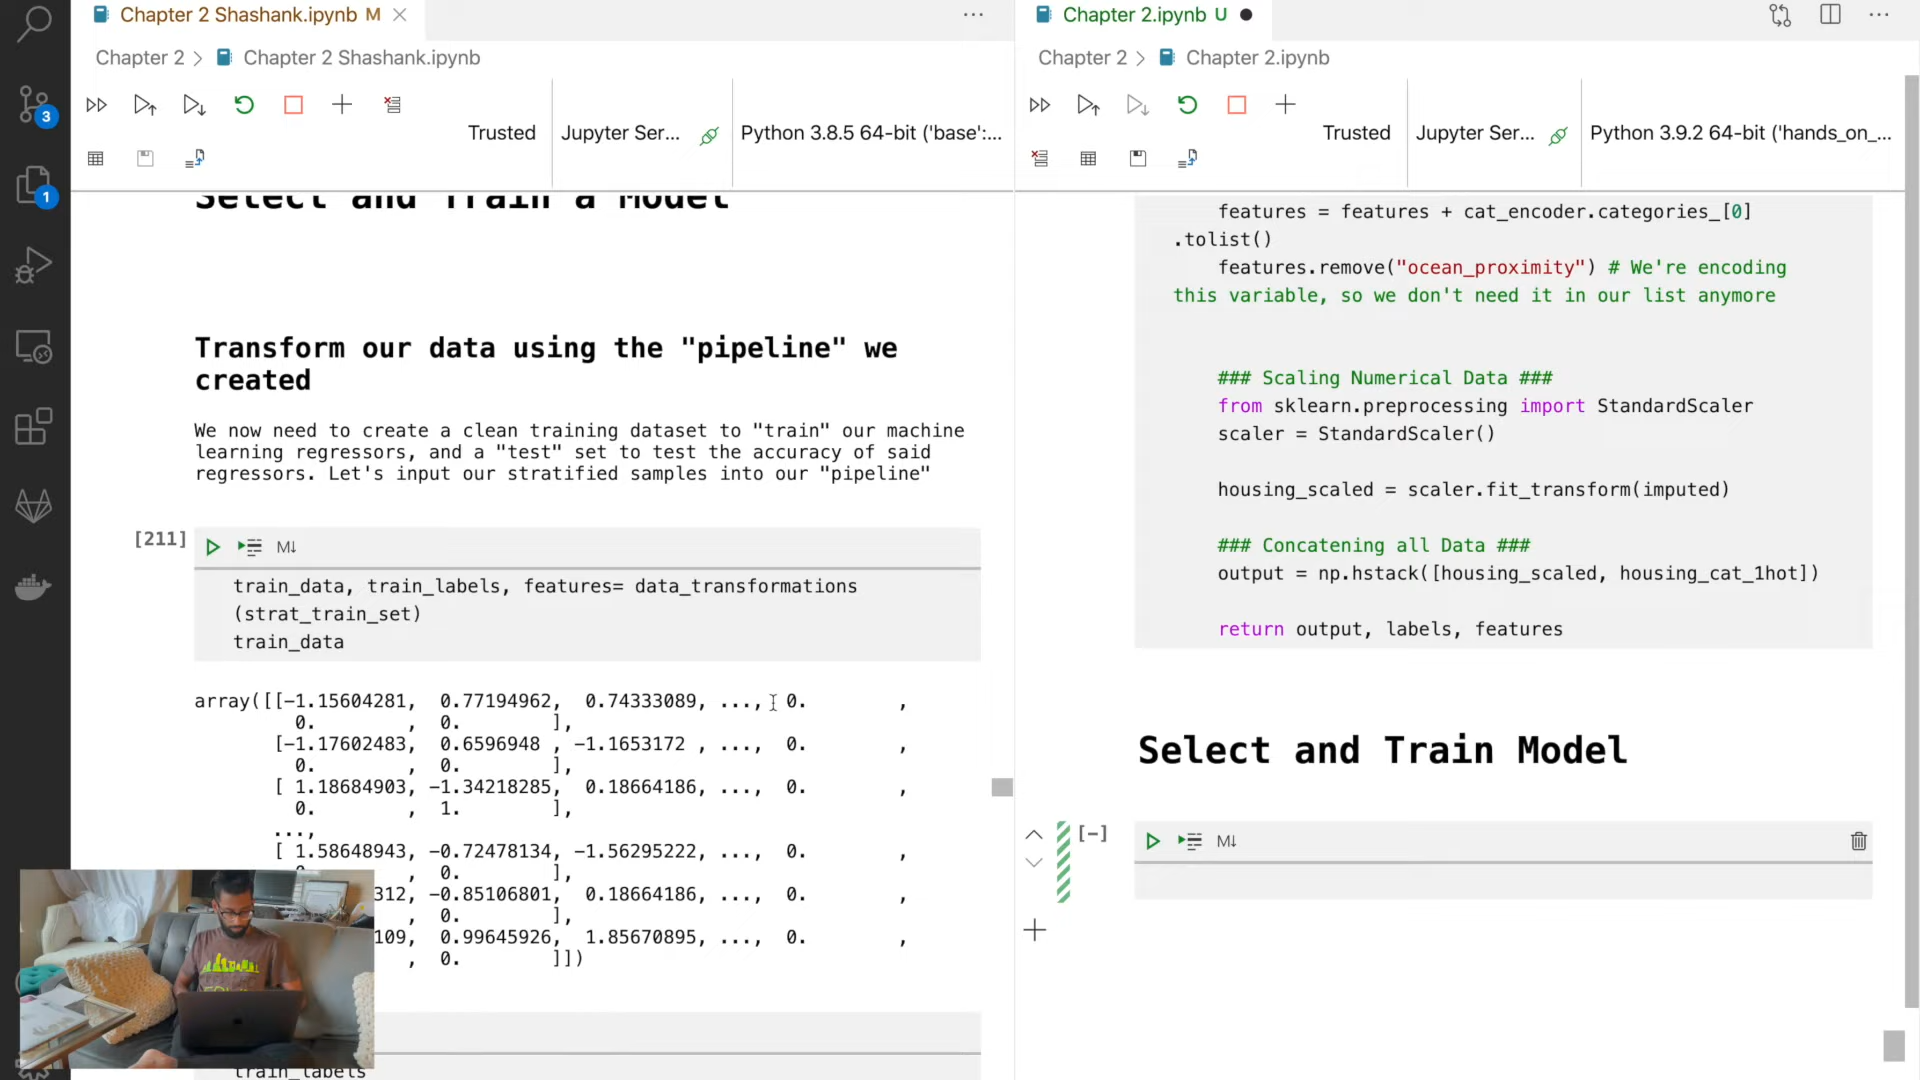 Chapter 2 Shashank.ipynb M
Chapter 2 > Chapter 2 Shashank.ipynb
Trusted
Jupyter Ser...
Python 3.8.5 64-bit ('base':...
3
1
Select and Train a Model
Transform our data using the "pipeline" we
created
We now need to create a clean training dataset to "train" our machine
learning regressors, and a "test" set to test the accuracy of said
regressors. Let's input our stratified samples into our "pipeline"
[211]
M↓
train_data, train_labels, features= data_transformations
(strat_train_set)
train_data
array([[-1.15604281, 0.77194962, 0.74333089, ..., 0. ,
0. , 0. ],
[-1.17602483, 0.6596948 , -1.1653172 , ..., 0. ,
0. , 0. ],
[ 1.18684903, -1.34218285, 0.18664186, ..., 0. ,
0. , 1. ],
...,
[ 1.58648943, -0.72478134, -1.56295222, ..., 0. ,
, 0. ],
312, -0.85106801, 0.18664186, ..., 0. ,
, 0. ],
109, 0.99645926, 1.85670895, ..., 0. ,
, 0. ]])
train_labels
Chapter 2.ipynb U
Chapter 2 > Chapter 2.ipynb
Trusted
Jupyter Ser...
Python 3.9.2 64-bit ('hands_on_...
features = features + cat_encoder.categories_[0]
.tolist()
features.remove("ocean_proximity") # We're encoding
this variable, so we don't need it in our list anymore
### Scaling Numerical Data ###
from sklearn.preprocessing import StandardScaler
scaler = StandardScaler()
housing_scaled = scaler.fit_transform(imputed)
### Concatening all Data ###
output = np.hstack([housing_scaled, housing_cat_1hot])
return output, labels, features
Select and Train Model
[-]
M↓